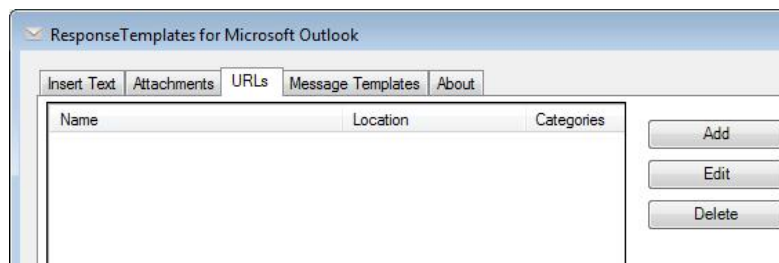 ResponseTemplates for Microsoft Outlook
Insert Text Attachments URLs Message Templates About
Name Location Categories
Add
Edit
Delete